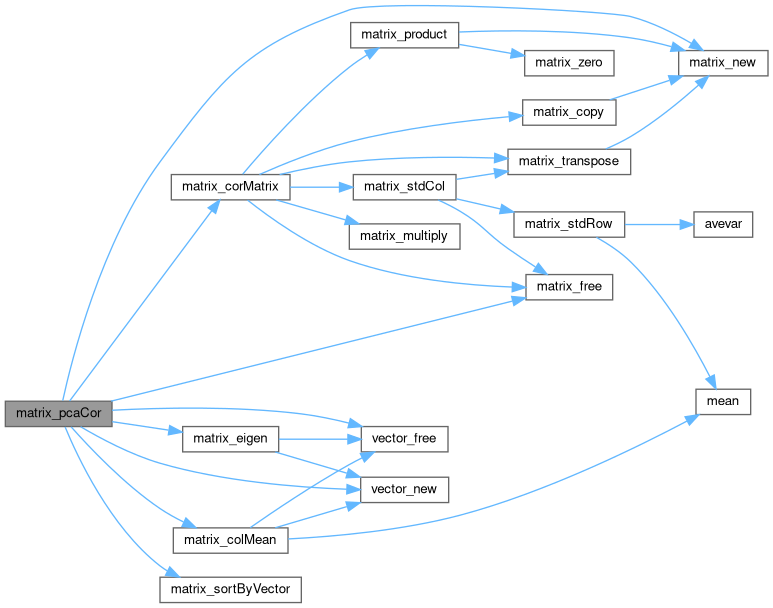 matrix_product
matrix_zero
matrix_new
matrix_copy
matrix_transpose
matrix_corMatrix
matrix_stdCol
matrix_stdRow
avevar
matrix_multiply
matrix_free
mean
matrix_pcaCor
matrix_eigen
vector_free
vector_new
matrix_colMean
matrix_sortByVector